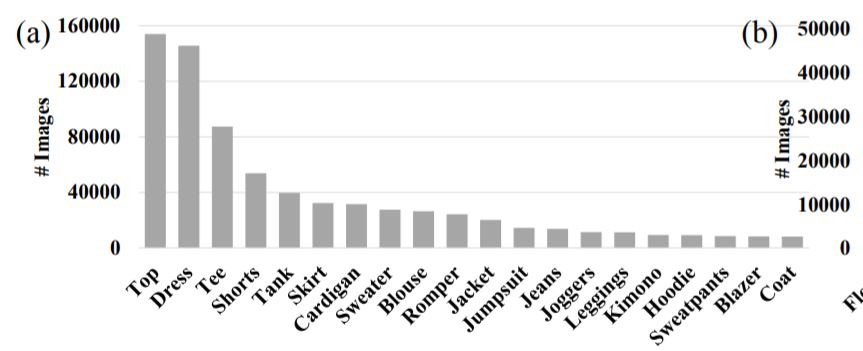 (a)
# Images
160000
120000
80000
40000
0
Top
Dress
Tee
Shorts
Tank
Skirt
Cardigan
Sweater
Blouse
Romper
Jacket
Jumpsuit
Jeans
Joggers
Leggings
Kimono
Hoodie
Sweatpants
Blazer
Coat
(b)
# Images
50000
40000
30000
20000
10000
0